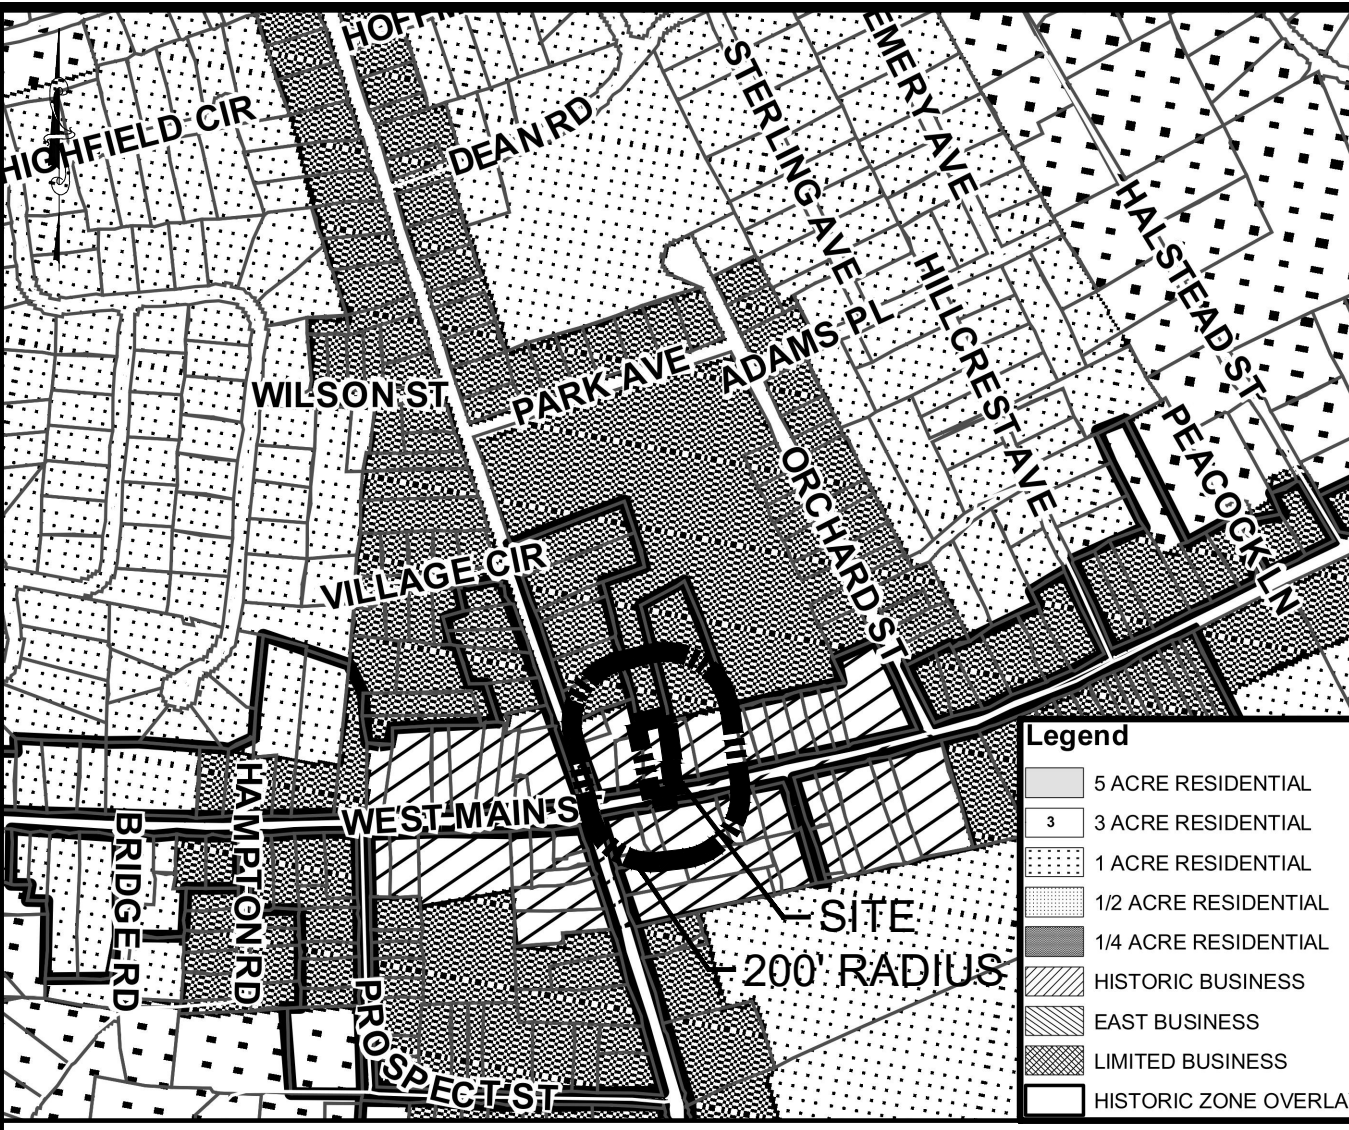 HIGHFIELD CIR
DEAN RD
STERLING AVE
EMERY AVE
HALSTEAD ST
HILLCREST AVE
ADAMS PL
PARK AVE
WILSON ST
ORCHARD ST
PEACOCK LN
VILLAGE CIR
WEST MAIN S
HAMPTON RD
BRIDGE RD
PROSPECT ST
SITE
200' RADIUS
Legend
5 ACRE RESIDENTIAL
3
3 ACRE RESIDENTIAL
1 ACRE RESIDENTIAL
1/2 ACRE RESIDENTIAL
1/4 ACRE RESIDENTIAL
HISTORIC BUSINESS
EAST BUSINESS
LIMITED BUSINESS
HISTORIC ZONE OVERLA